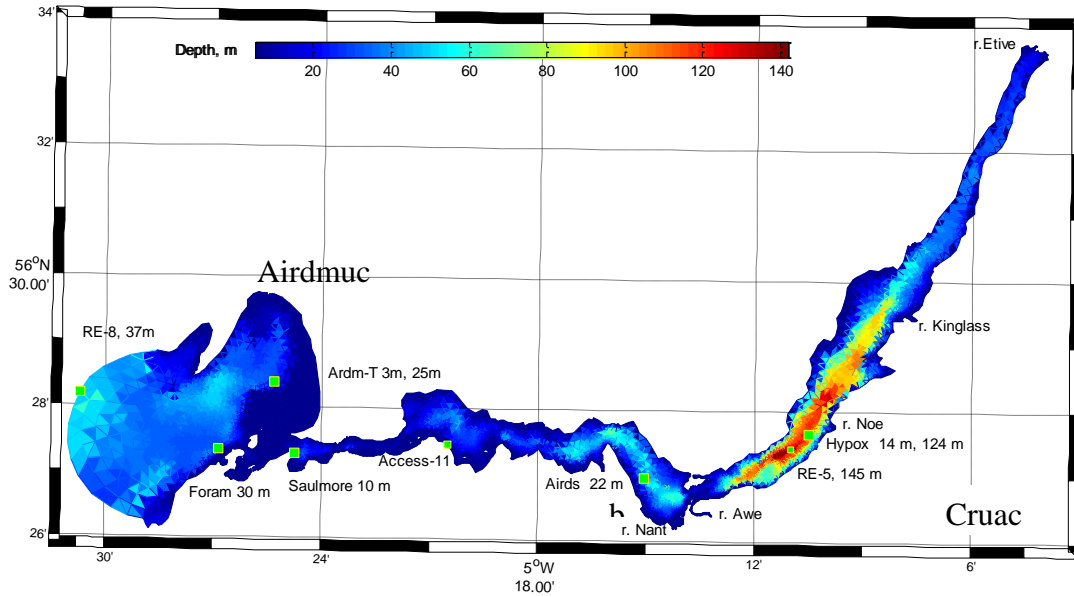 34'
Depth, m
20 40 60 80 100 120 140
r.Etive
32'
56°N
30.00'
Airdmuc
RE-8, 37m
r. Kinglass
Ardm-T 3m, 25m
28'
r. Noe
Hypox 14 m, 124 m
Access-11
RE-5, 145 m
Foram 30 m
Saulmore 10 m
Airds 22 m
r. Awe
Cruac
r. Nant
26'
30' 24' 5°W 12' 6'
18.00'